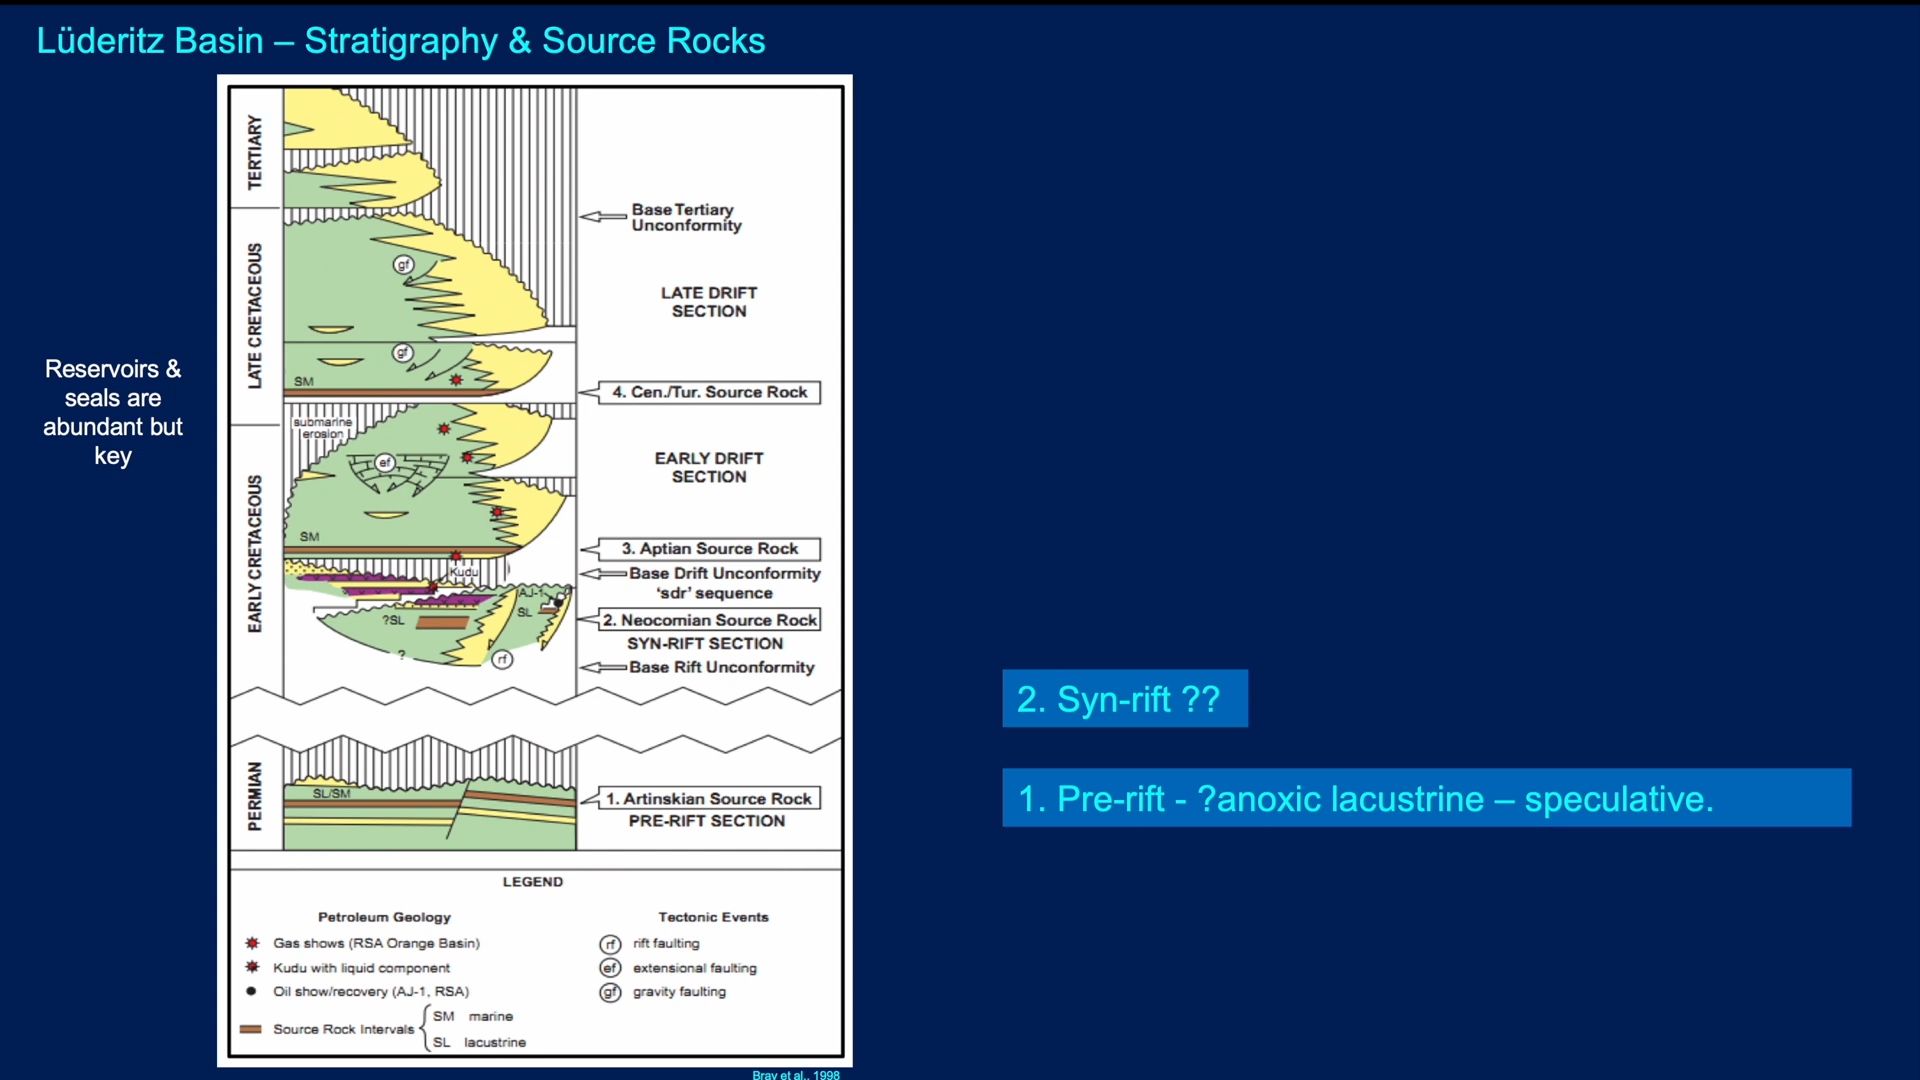 Lüderitz Basin – Stratigraphy & Source Rocks
Reservoirs &
seals are
abundant but
key
TERTIARY
LATE CRETACEOUS
EARLY CRETACEOUS
PERMIAN
Base Tertiary
Unconformity
gf
LATE DRIFT
SECTION
gf
SM
4. Cen./Tur. Source Rock
submarine
erosion
ef
EARLY DRIFT
SECTION
SM
3. Aptian Source Rock
Kudu
Base Drift Unconformity
'sdr' sequence
AJ-1
SL
?SL
2. Neocomian Source Rock
SYN-RIFT SECTION
?
rf
Base Rift Unconformity
SL/SM
1. Artinskian Source Rock
PRE-RIFT SECTION
LEGEND
Petroleum Geology
Gas shows (RSA Orange Basin)
Kudu with liquid component
Oil show/recovery (AJ-1, RSA)
Source Rock Intervals
SM marine
SL lacustrine
Tectonic Events
rf rift faulting
ef extensional faulting
gf gravity faulting
Bray et al., 1998
2. Syn-rift ??
1. Pre-rift - ?anoxic lacustrine – speculative.